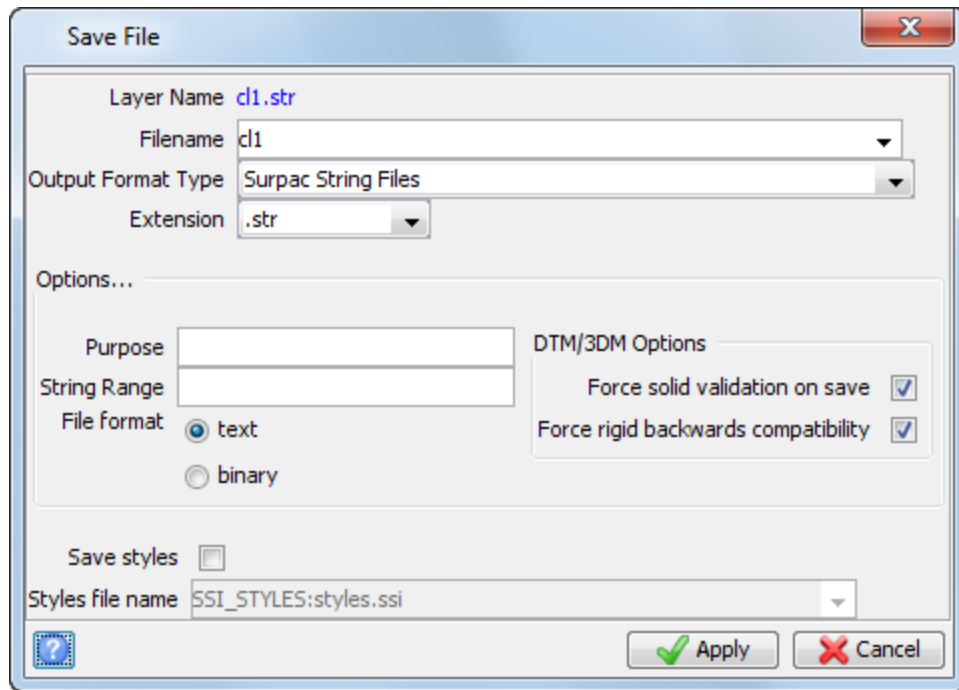 Save File
Layer Name cl1.str
Filename cl1
Output Format Type Surpac String Files
Extension .str
Options...
Purpose
DTM/3DM Options
String Range
Force solid validation on save
File format text
Force rigid backwards compatibility
binary
Save styles
Styles file name SSI_STYLES:styles.ssi
? Apply Cancel